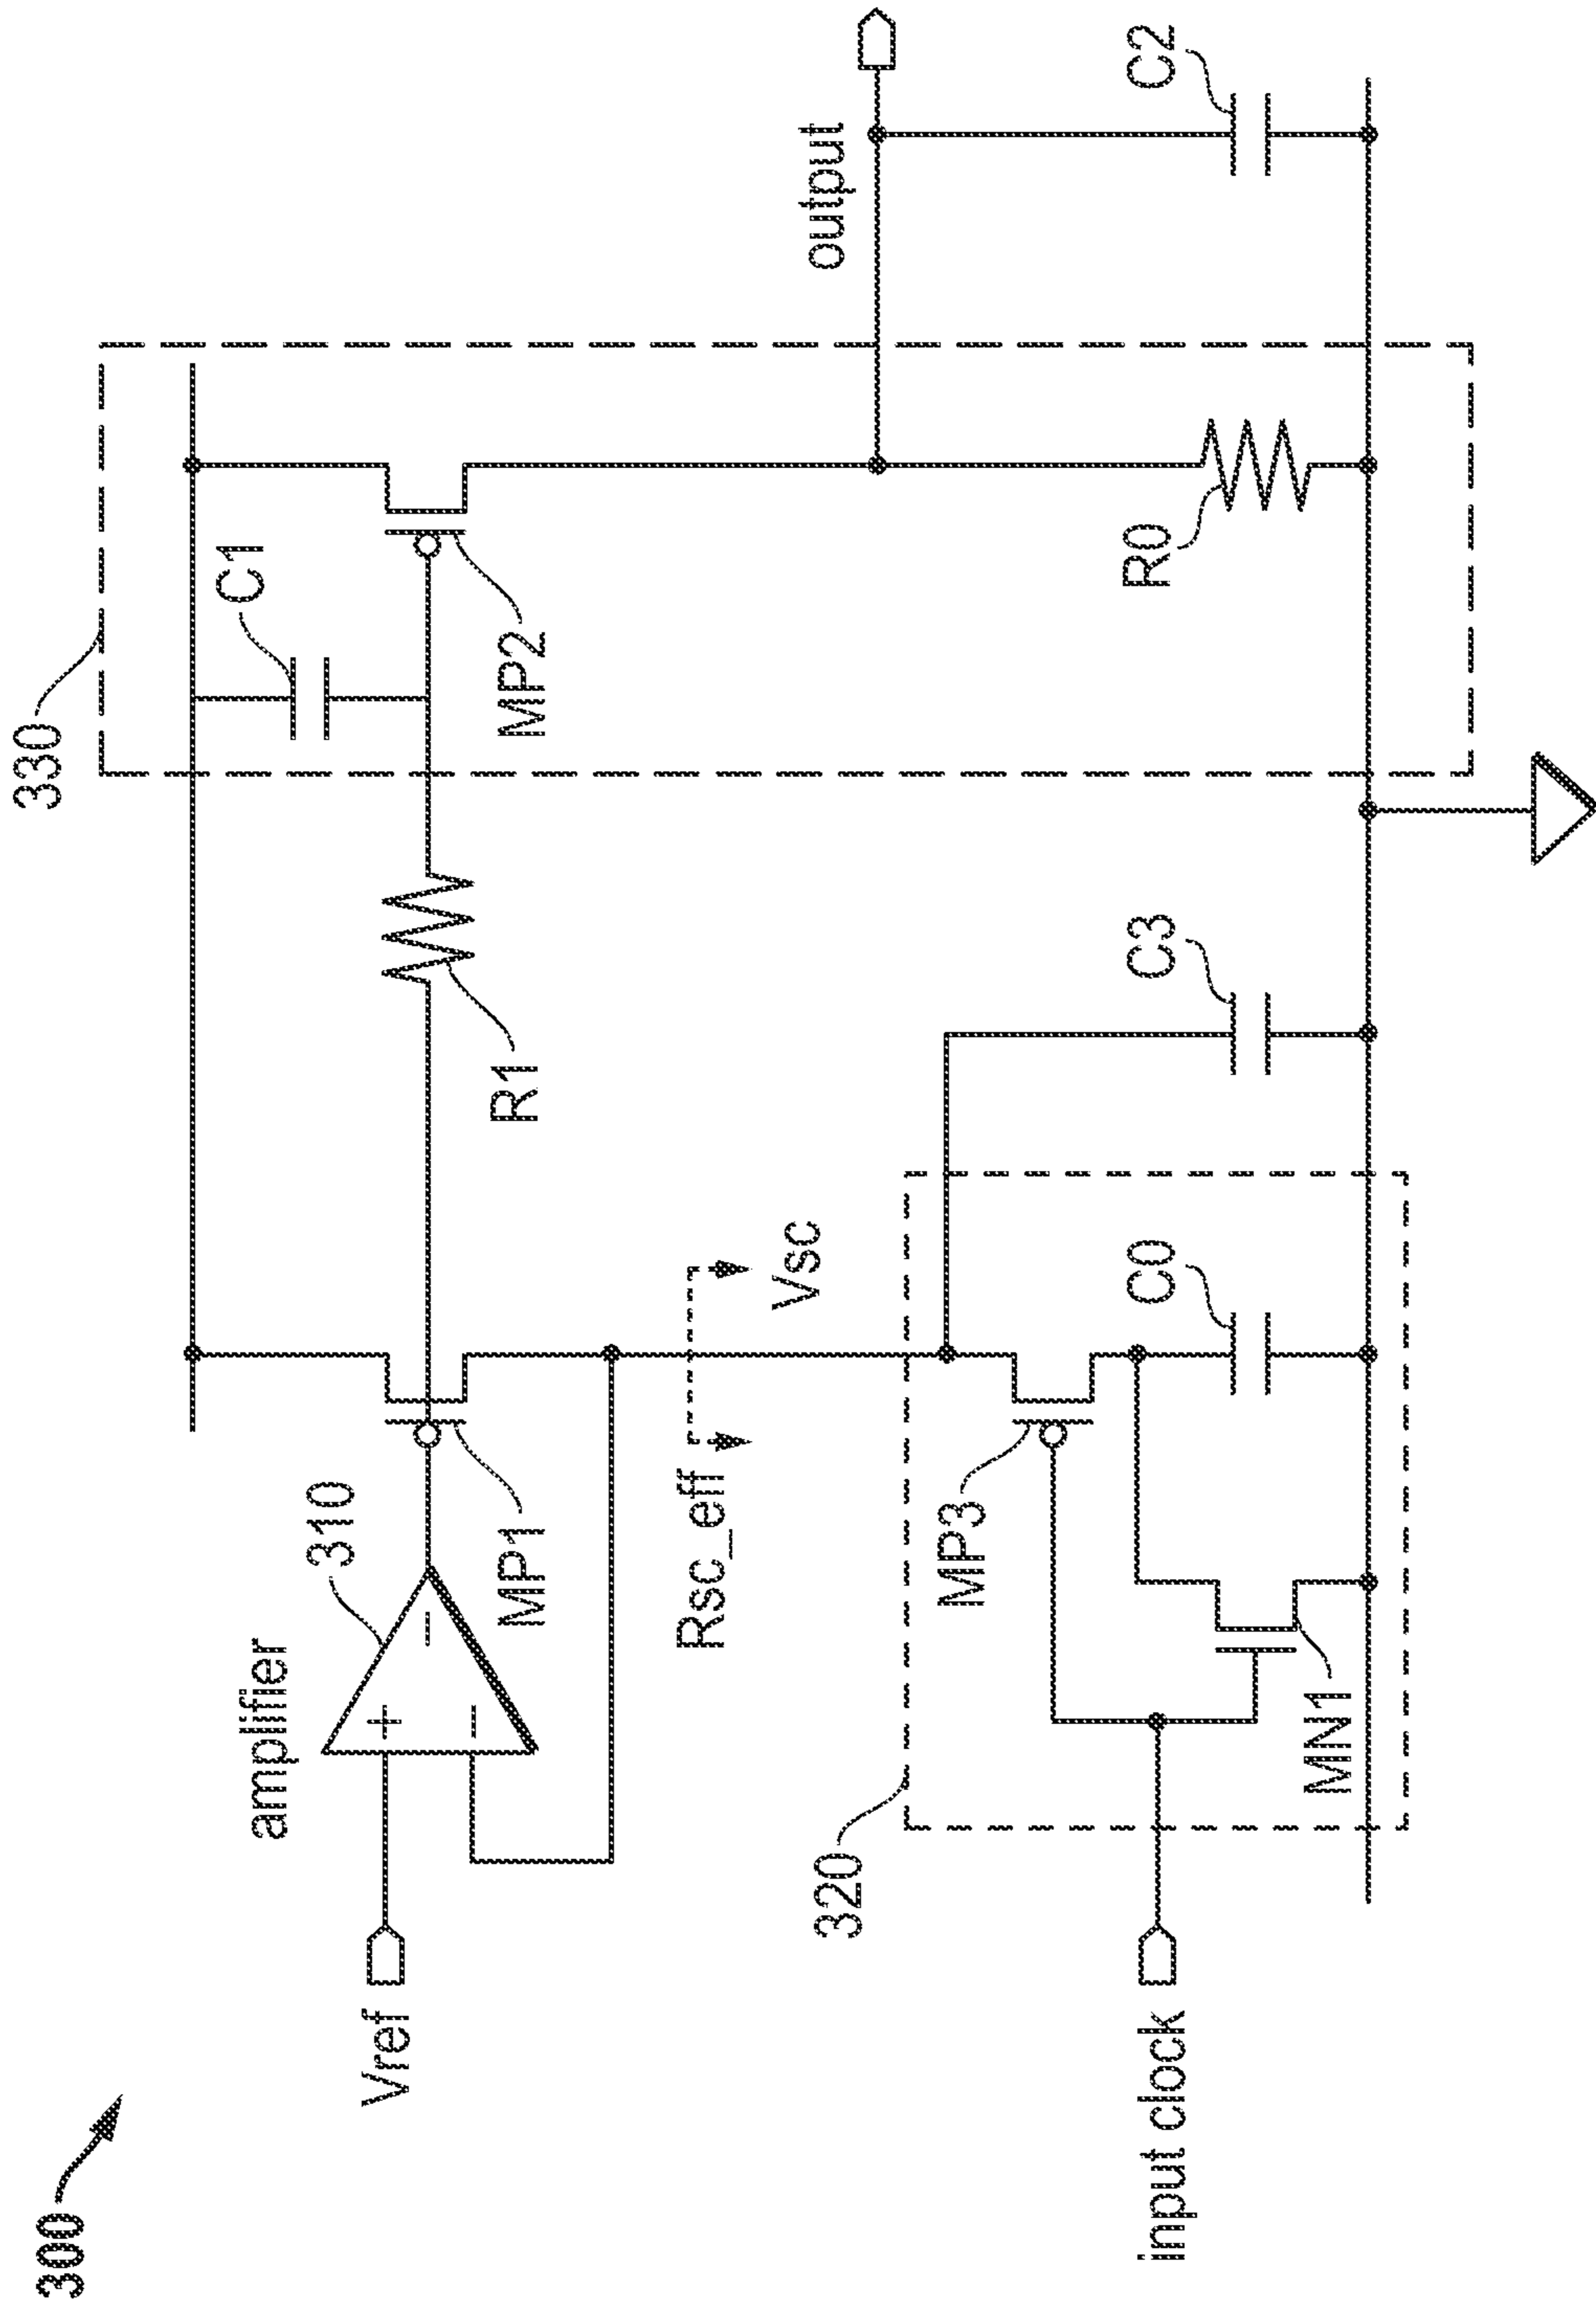 300
330
C1
amplifier
310
Vref
MP1
R1
MP2
output
Rsc_eff
Vsc
320
MP3
C0
C3
R0
C2
input clock
MN1
+
−
−